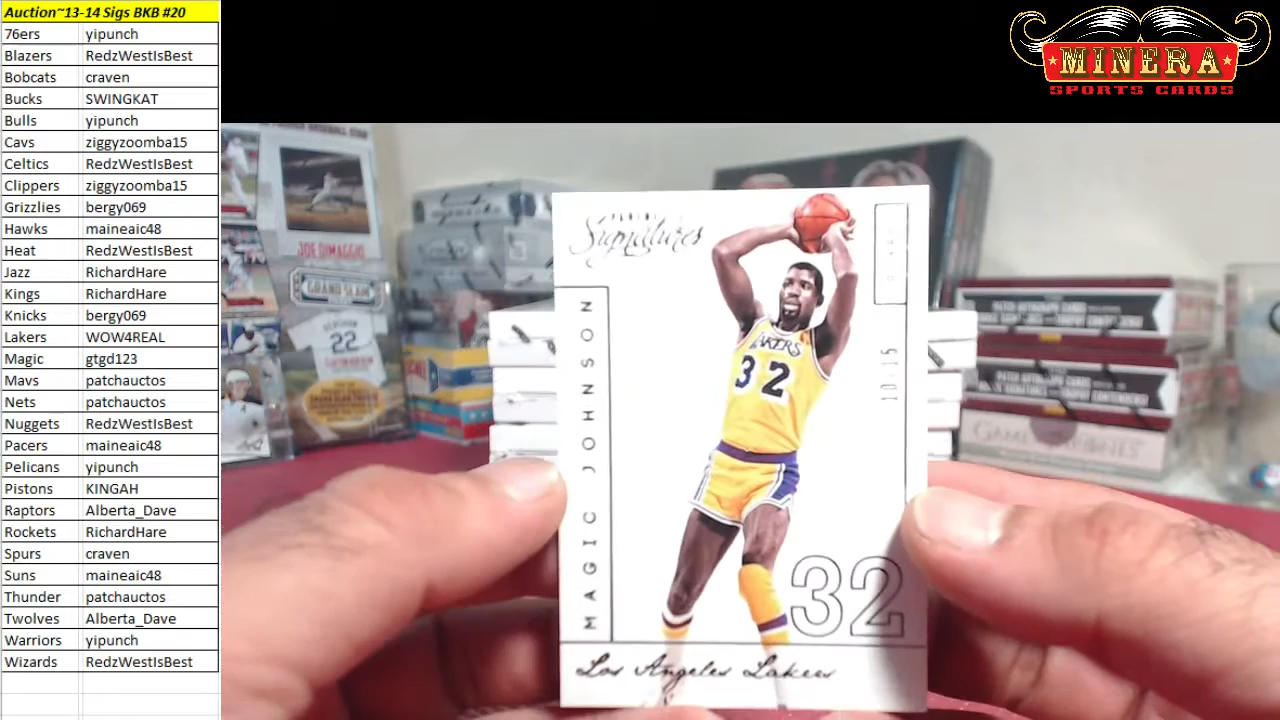 Auction~13-14 Sigs BKB #20
76ers yipunch
Blazers RedzWestIsBest
Bobcats craven
Bucks SWINGKAT
Bulls yipunch
Cavs ziggyzoomba15
Celtics RedzWestIsBest
Clippers ziggyzoomba15
Grizzlies bergy069
Hawks maineaic48
Heat RedzWestIsBest
Jazz RichardHare
Kings RichardHare
Knicks bergy069
Lakers WOW4REAL
Magic gtgd123
Mavs patchauctos
Nets patchauctos
Nuggets RedzWestIsBest
Pacers maineaic48
Pelicans yipunch
Pistons KINGAH
Raptors Alberta_Dave
Rockets RichardHare
Spurs craven
Suns maineaic48
Thunder patchauctos
Twolves Alberta_Dave
Warriors yipunch
Wizards RedzWestIsBest
MINERA
SPORTS CARDS
JOE DIMAGGIO
GRAND SLAM
22
PANINI
Signatures
MAGIC JOHNSON
LAKERS
32
10/15
32
Los Angeles Lakers